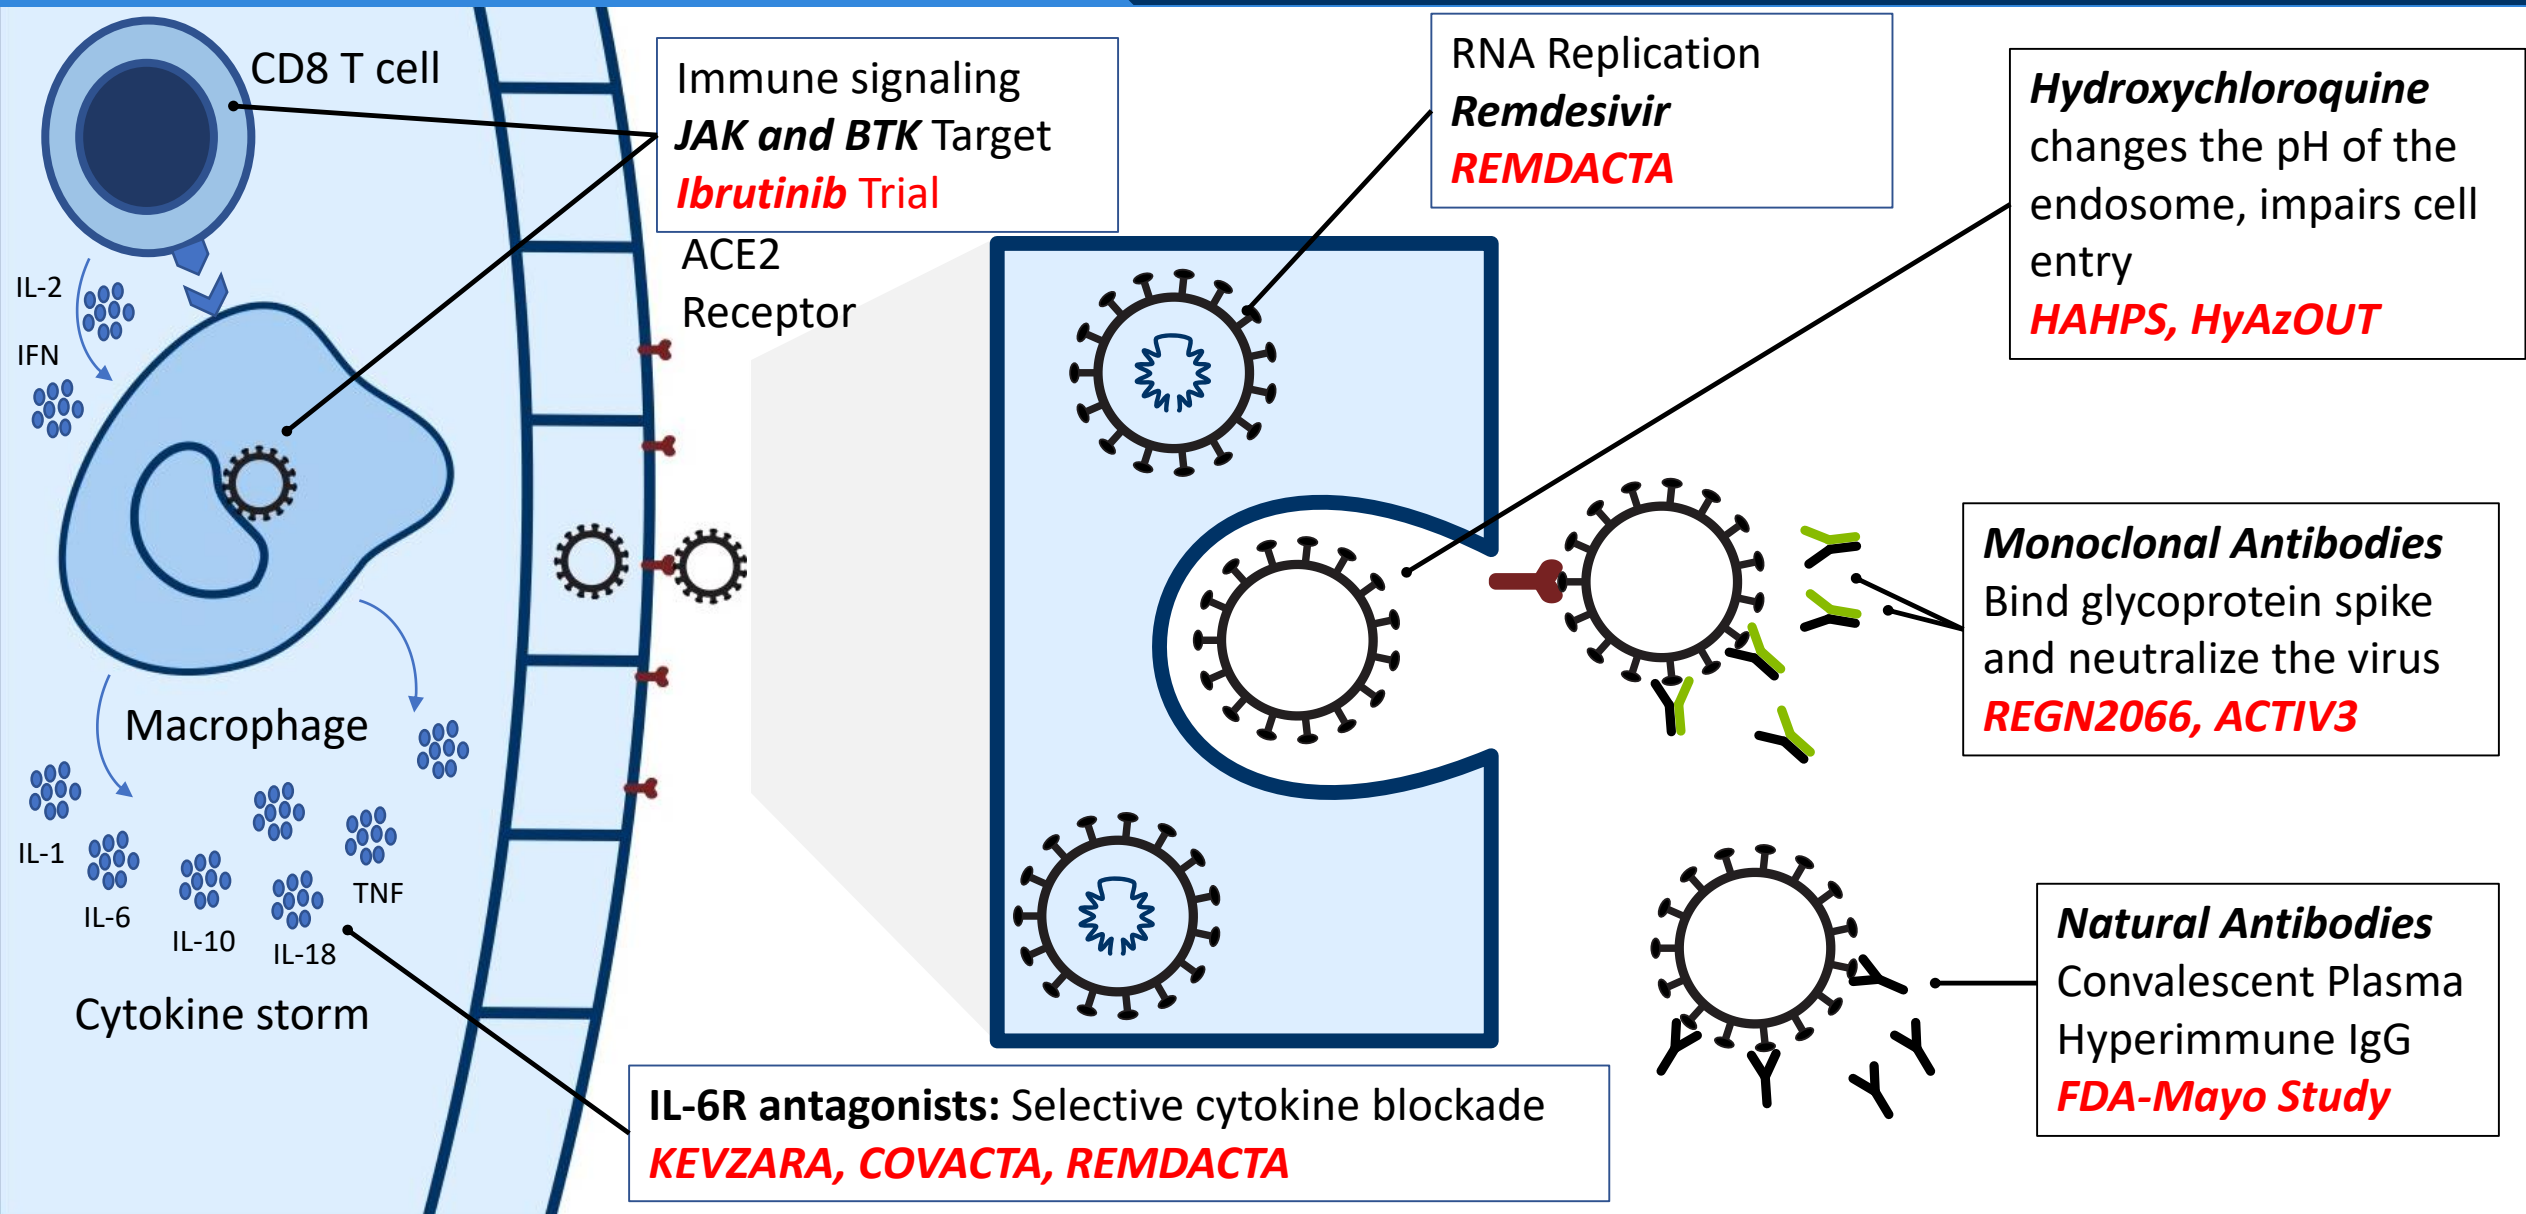 CD8 T cell
IL-2
IFN
Macrophage
IL-1
IL-6
IL-10
IL-18
TNF
Cytokine storm
Immune signaling
JAK and BTK Target
Ibrutinib Trial
ACE2
Receptor
RNA Replication
Remdesivir
REMDACTA
Hydroxychloroquine
changes the pH of the
endosome, impairs cell
entry
HAHPS, HyAzOUT
Monoclonal Antibodies
Bind glycoprotein spike
and neutralize the virus
REGN2066, ACTIV3
Natural Antibodies
Convalescent Plasma
Hyperimmune IgG
FDA-Mayo Study
IL-6R antagonists: Selective cytokine blockade
KEVZARA, COVACTA, REMDACTA